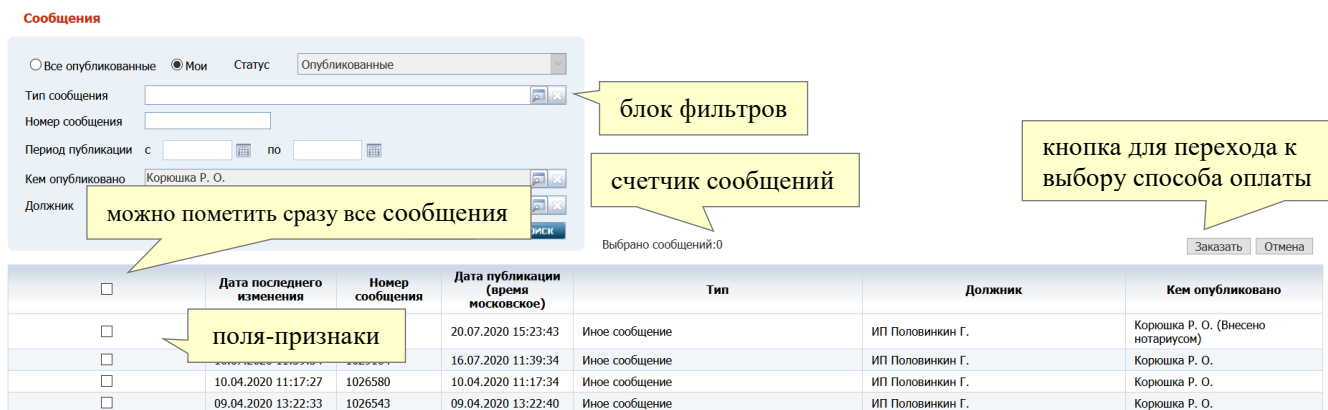 Сообщения
Все опубликованные Мои Статус Опубликованные
Тип сообщения
блок фильтров
Номер сообщения
Период публикации с по
кнопка для перехода к
выбору способа оплаты
Кем опубликовано Корюшка Р. О.
счетчик сообщений
Должник
можно пометить сразу все сообщения
Выбрано сообщений:0
Заказать Отмена
Дата последнего
изменения
Номер
сообщения
Дата публикации
(время
московское)
Тип
Должник
Кем опубликовано
поля-признаки
20.07.2020 15:23:43 Иное сообщение ИП Половинкин Г. Корюшка Р. О. (Внесено
нотариусом)
16.07.2020 11:39:34 Иное сообщение ИП Половинкин Г. Корюшка Р. О.
10.04.2020 11:17:27 1026580 10.04.2020 11:17:34 Иное сообщение ИП Половинкин Г. Корюшка Р. О.
09.04.2020 13:22:33 1026543 09.04.2020 13:22:40 Иное сообщение ИП Половинкин Г. Корюшка Р. О.